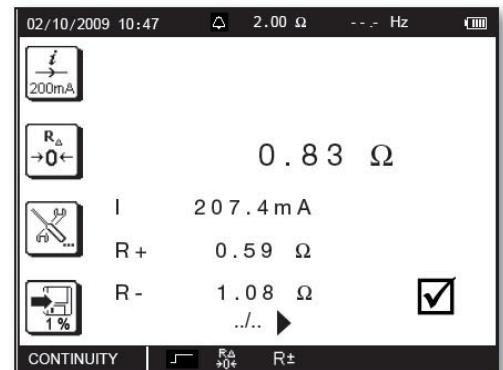 02/10/2009 10:47 2.00 Ω - - .- Hz
i
200mA
R△
→0←
0.83 Ω
I 207.4mA
R+ 0.59 Ω
...
R- 1.08 Ω
1%
../..
CONTINUITY R△ →0← R±